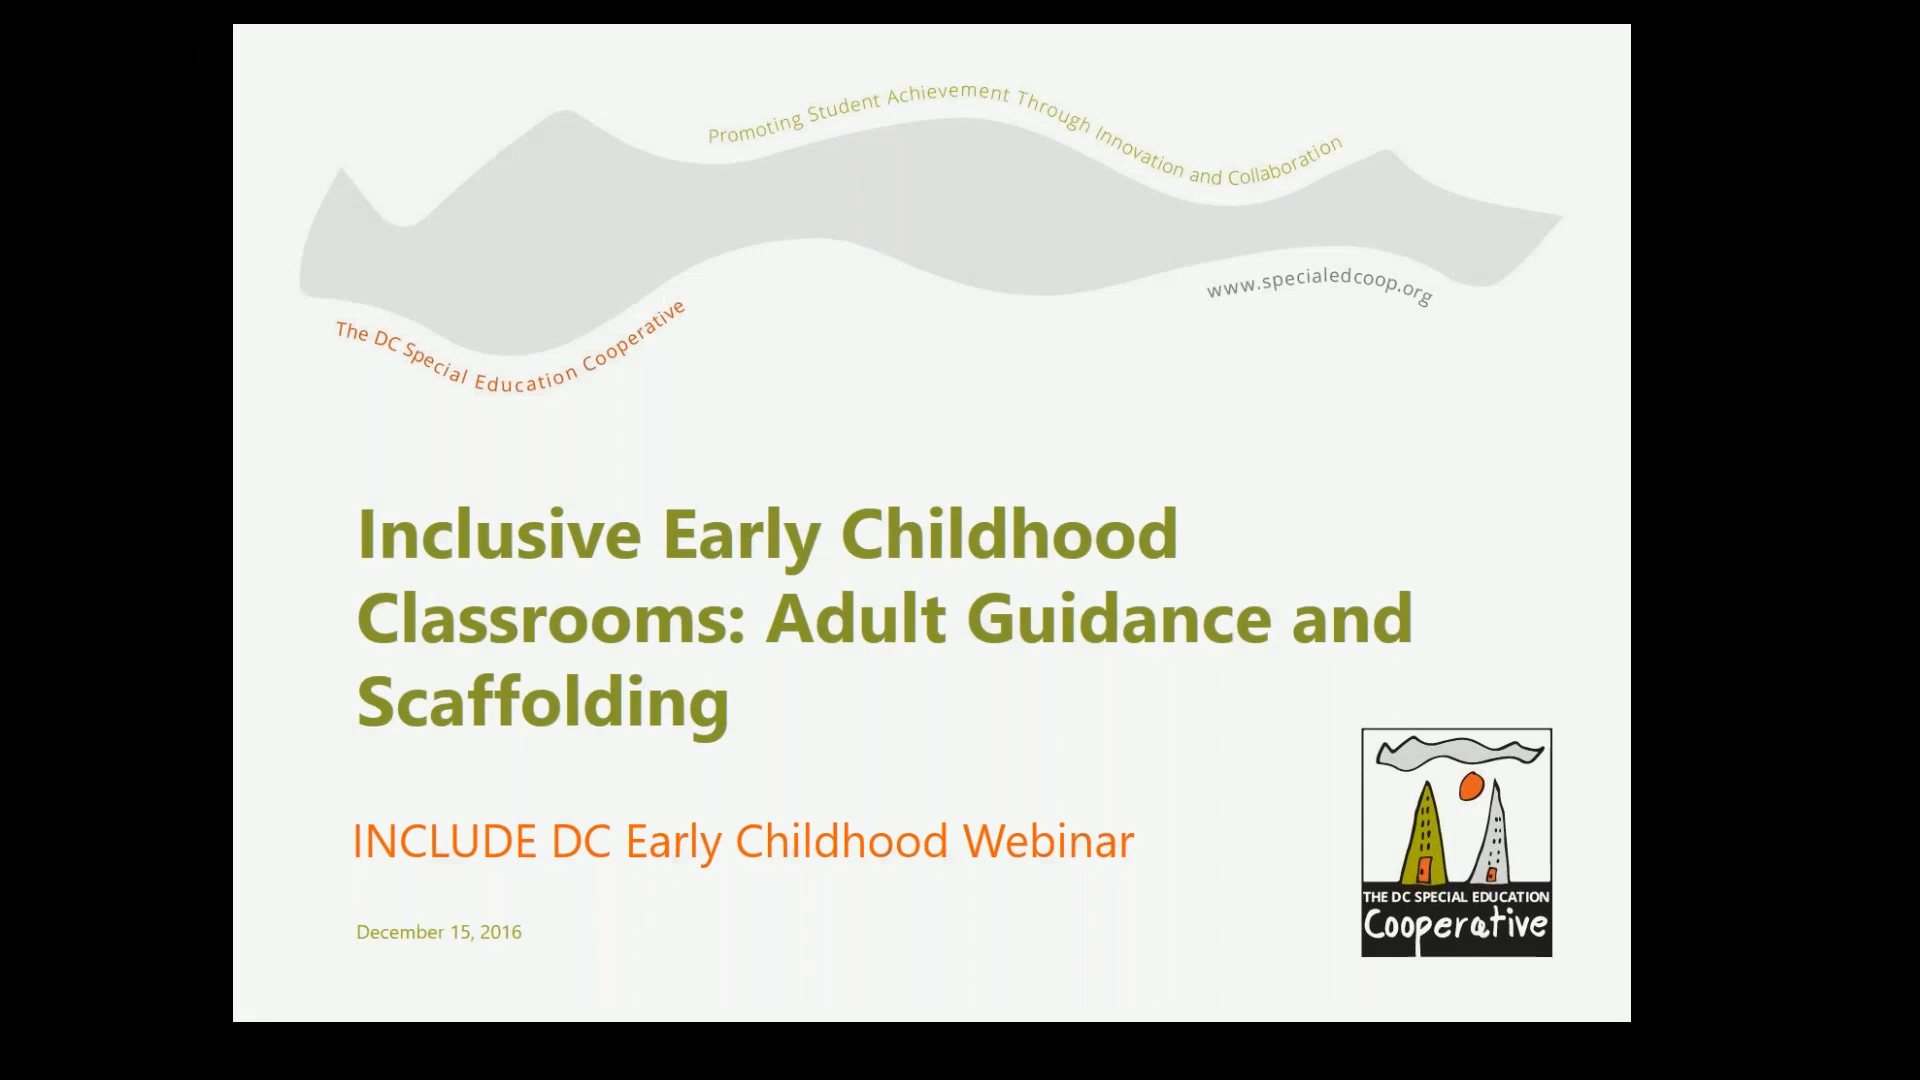 Promoting Student Achievement Through Innovation and Collaboration
www.specialedcoop.org
The DC Special Education Cooperative
Inclusive Early Childhood
Classrooms: Adult Guidance and
Scaffolding
INCLUDE DC Early Childhood Webinar
December 15, 2016
THE DC SPECIAL EDUCATION
Cooperative